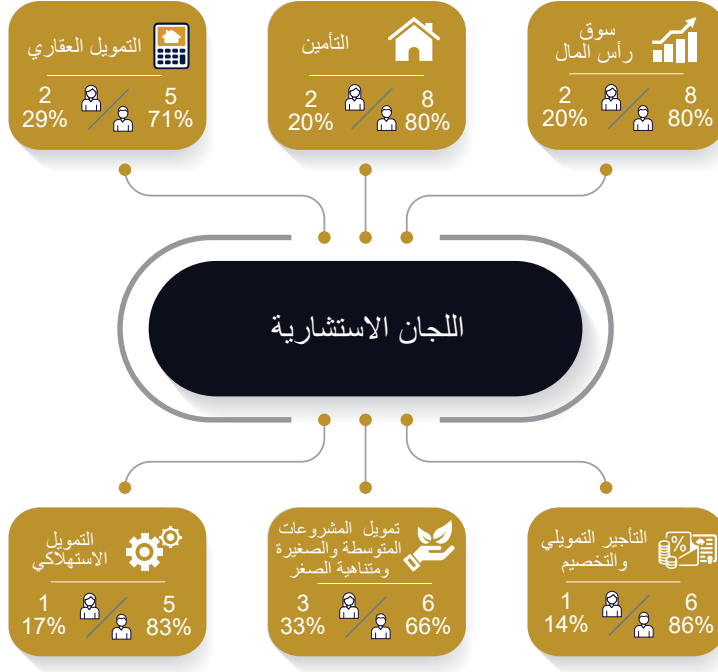 سوق
رأس المال
2 8
20% 80%
التأمين
2 8
20% 80%
التمويل العقاري
2 5
29% 71%
اللجان الاستشارية
التأجير التمويلي
والتخصيم
1 6
14% 86%
تمويل المشروعات
المتوسطة والصغيرة
ومتناهية الصغر
3 6
33% 66%
التمويل
الاستهلاكي
1 5
17% 83%